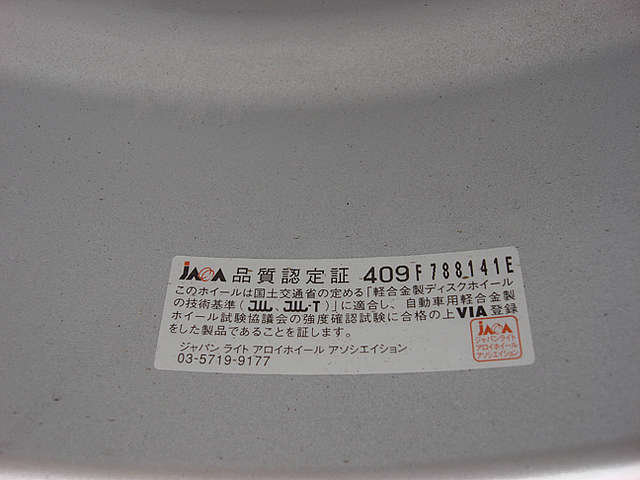 JAWA 品質認定証 409 F788141E
このホイールは国土交通省の定める「軽合金製ディスクホイール
の技術基準(JWL、JWL-T)」に適合し、自動車用軽合金製
ホイール試験協議会の強度確認試験に合格の上VIA登録
をした製品であることを証します。
ジャパン ライト アロイホイール アソシエイション
03-5719-9177
JAWA
ジャパンライト
アロイホイール
アソシエイション